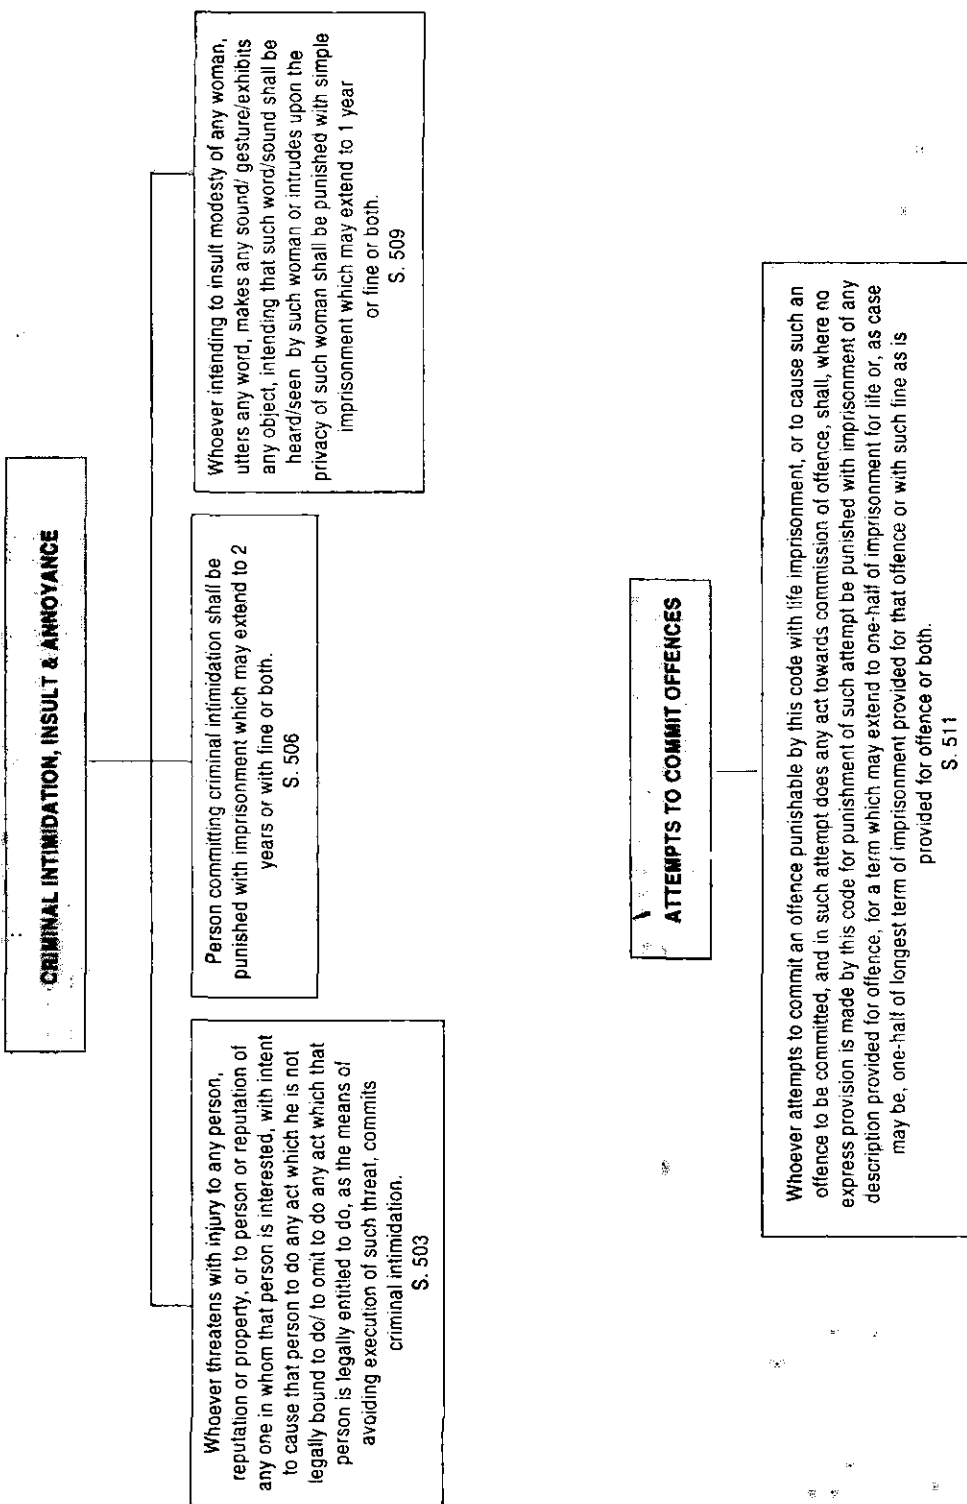 CRIMINAL INTIMIDATION, INSULT & ANNOYANCE
Whoever threatens with injury to any person,
reputation or property, or to person or reputation of
any one in whom that person is interested, with intent
to cause that person to do any act which he is not
legally bound to do/ to omit to do any act which that
person is legally entitled to do, as the means of
avoiding execution of such threat, commits
criminal intimidation.
S. 503
Person committing criminal intimidation shall be
punished with imprisonment which may extend to 2
years or with fine or both.
S. 506
Whoever intending to insult modesty of any woman,
utters any word, makes any sound/ gesture/exhibits
any object, intending that such word/sound shall be
heard/seen by such woman or intrudes upon the
privacy of such woman shall be punished with simple
imprisonment which may extend to 1 year
or fine or both.
S. 509
ATTEMPTS TO COMMIT OFFENCES
Whoever attempts to commit an offence punishable by this code with life imprisonment, or to cause such an
offence to be committed, and in such attempt does any act towards commission of offence, shall, where no
express provision is made by this code for punishment of such attempt be punished with imprisonment of any
description provided for offence, for a term which may extend to one-half of imprisonment for life or, as case
may be, one-half of longest term of imprisonment provided for that offence or with such fine as is
provided for offence or both.
S. 511